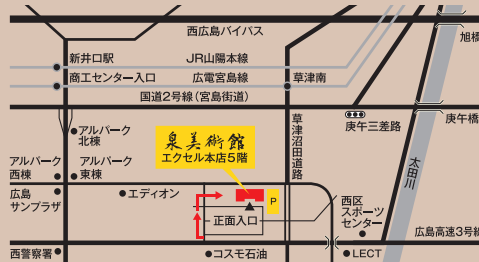 西広島バイパス
旭橋
新井口駅
JR山陽本線
商工センター入口
広電宮島線
草津南
国道2号線(宮島街道)
草津沼田道路
庚午三差路
庚午橋
アルパーク
北棟
泉美術館
エクセル本店5階
アルパーク
西棟
アルパーク
東棟
太田川
広島
サンプラザ
エディオン
P
西区
スポーツ
センター
正面入口
広島高速3号線
西警察署
コスモ石油
LECT